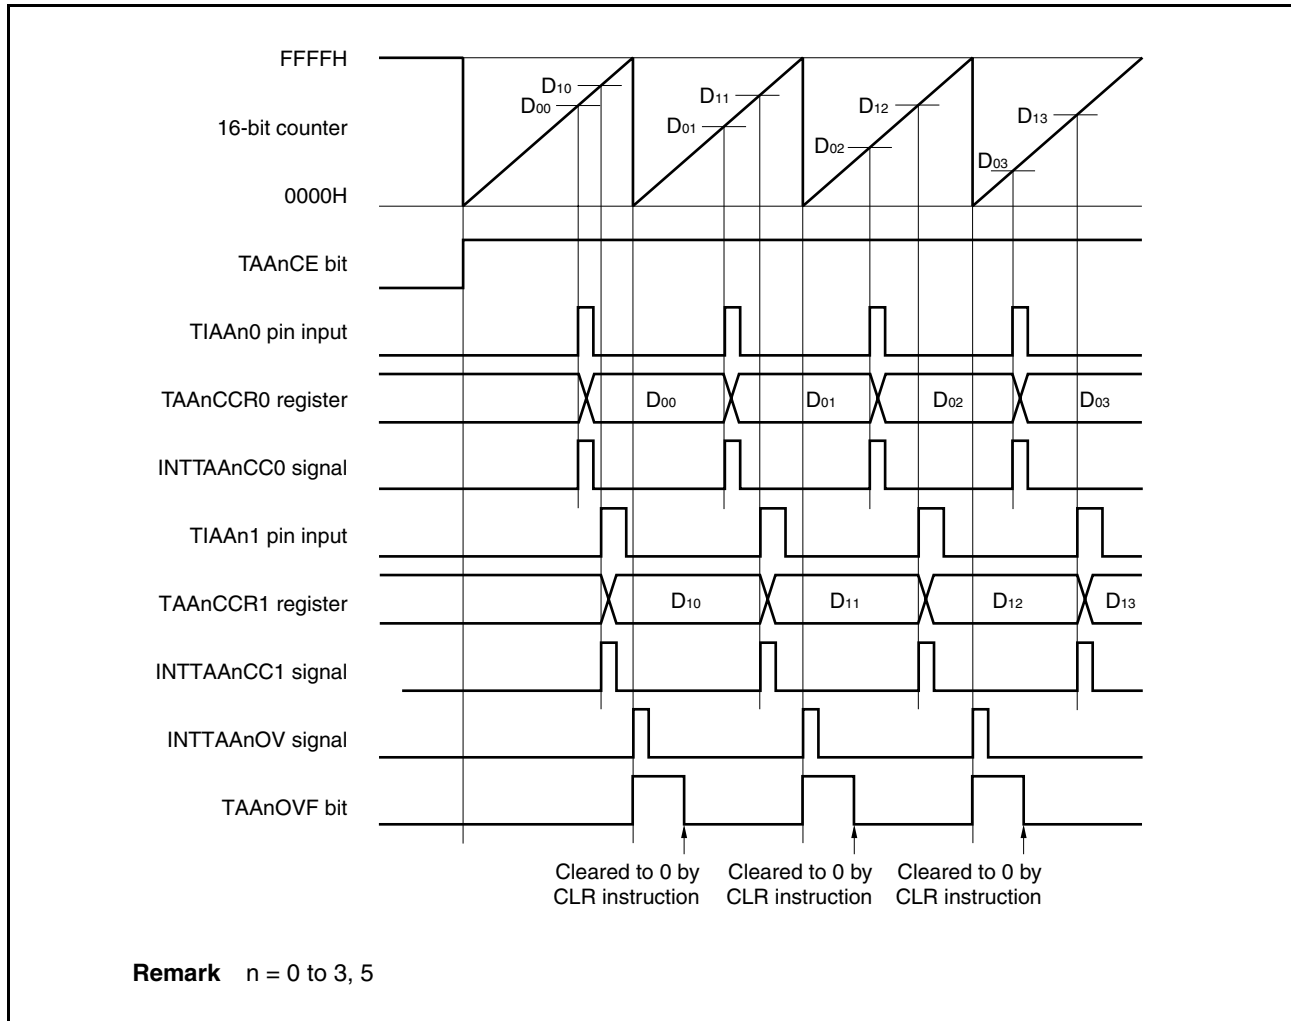 FFFFH
D10
D00
D11
D01
D12
D02
D13
D03
16-bit counter
0000H
TAAnCE bit
TIAAn0 pin input
TAAnCCR0 register
D00 D01 D02 D03
INTTAAnCC0 signal
TIAAn1 pin input
TAAnCCR1 register
D10 D11 D12 D13
INTTAAnCC1 signal
INTTAAnOV signal
TAAnOVF bit
Cleared to 0 by
CLR instruction
Cleared to 0 by
CLR instruction
Cleared to 0 by
CLR instruction
Remark n = 0 to 3, 5